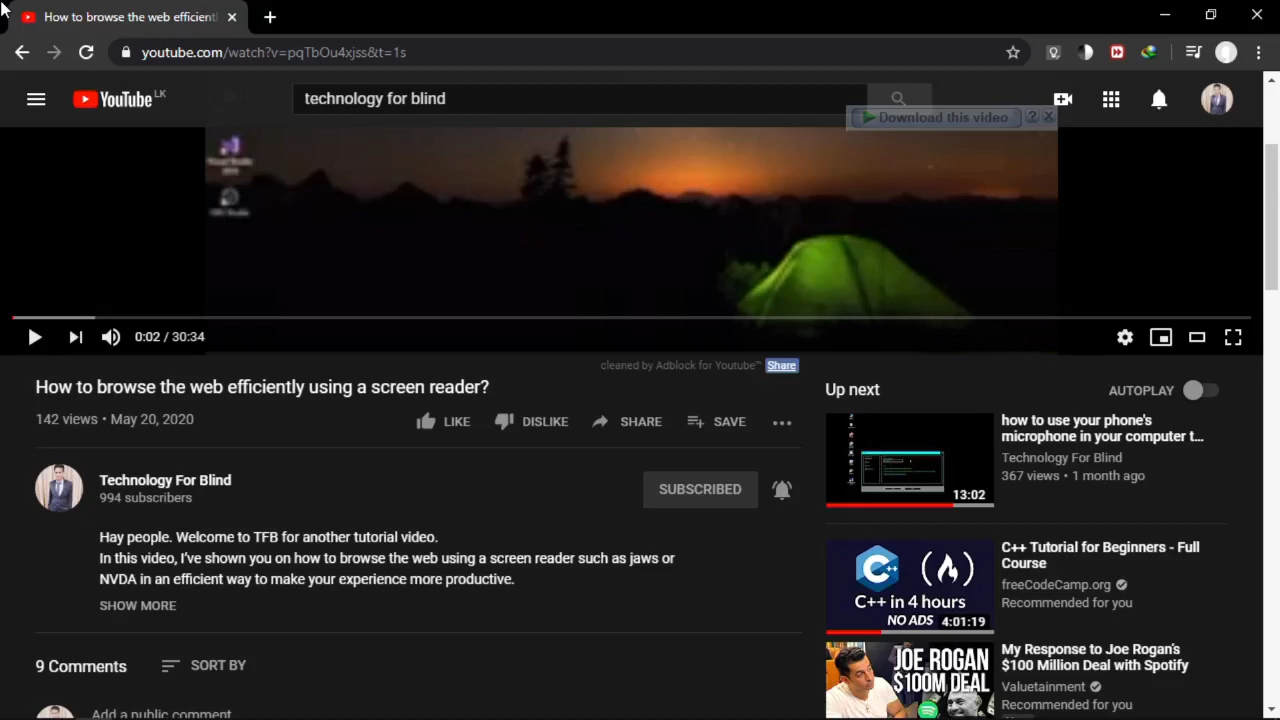 How to browse the web efficient
youtube.com/watch?v=pqTbOu4xjss&t=1s
YouTube LK
technology for blind
Download this video
?
0:02 / 30:34
cleaned by Adblock for Youtube™ Share
How to browse the web efficiently using a screen reader?
142 views • May 20, 2020
LIKE DISLIKE SHARE SAVE
Technology For Blind
994 subscribers
SUBSCRIBED
Hay people. Welcome to TFB for another tutorial video.
In this video, I've shown you on how to browse the web using a screen reader such as jaws or
NVDA in an efficient way to make your experience more productive.
SHOW MORE
9 Comments SORT BY
Add a public comment
Up next
AUTOPLAY
how to use your phone's
microphone in your computer t...
Technology For Blind
367 views • 1 month ago
13:02
C++ Tutorial for Beginners - Full
Course
freeCodeCamp.org
Recommended for you
C++
C++ in 4 hours
NO ADS 4:01:19
My Response to Joe Rogan's
$100 Million Deal with Spotify
Valuetainment
Recommended for you
JOE ROGAN
$100M DEAL